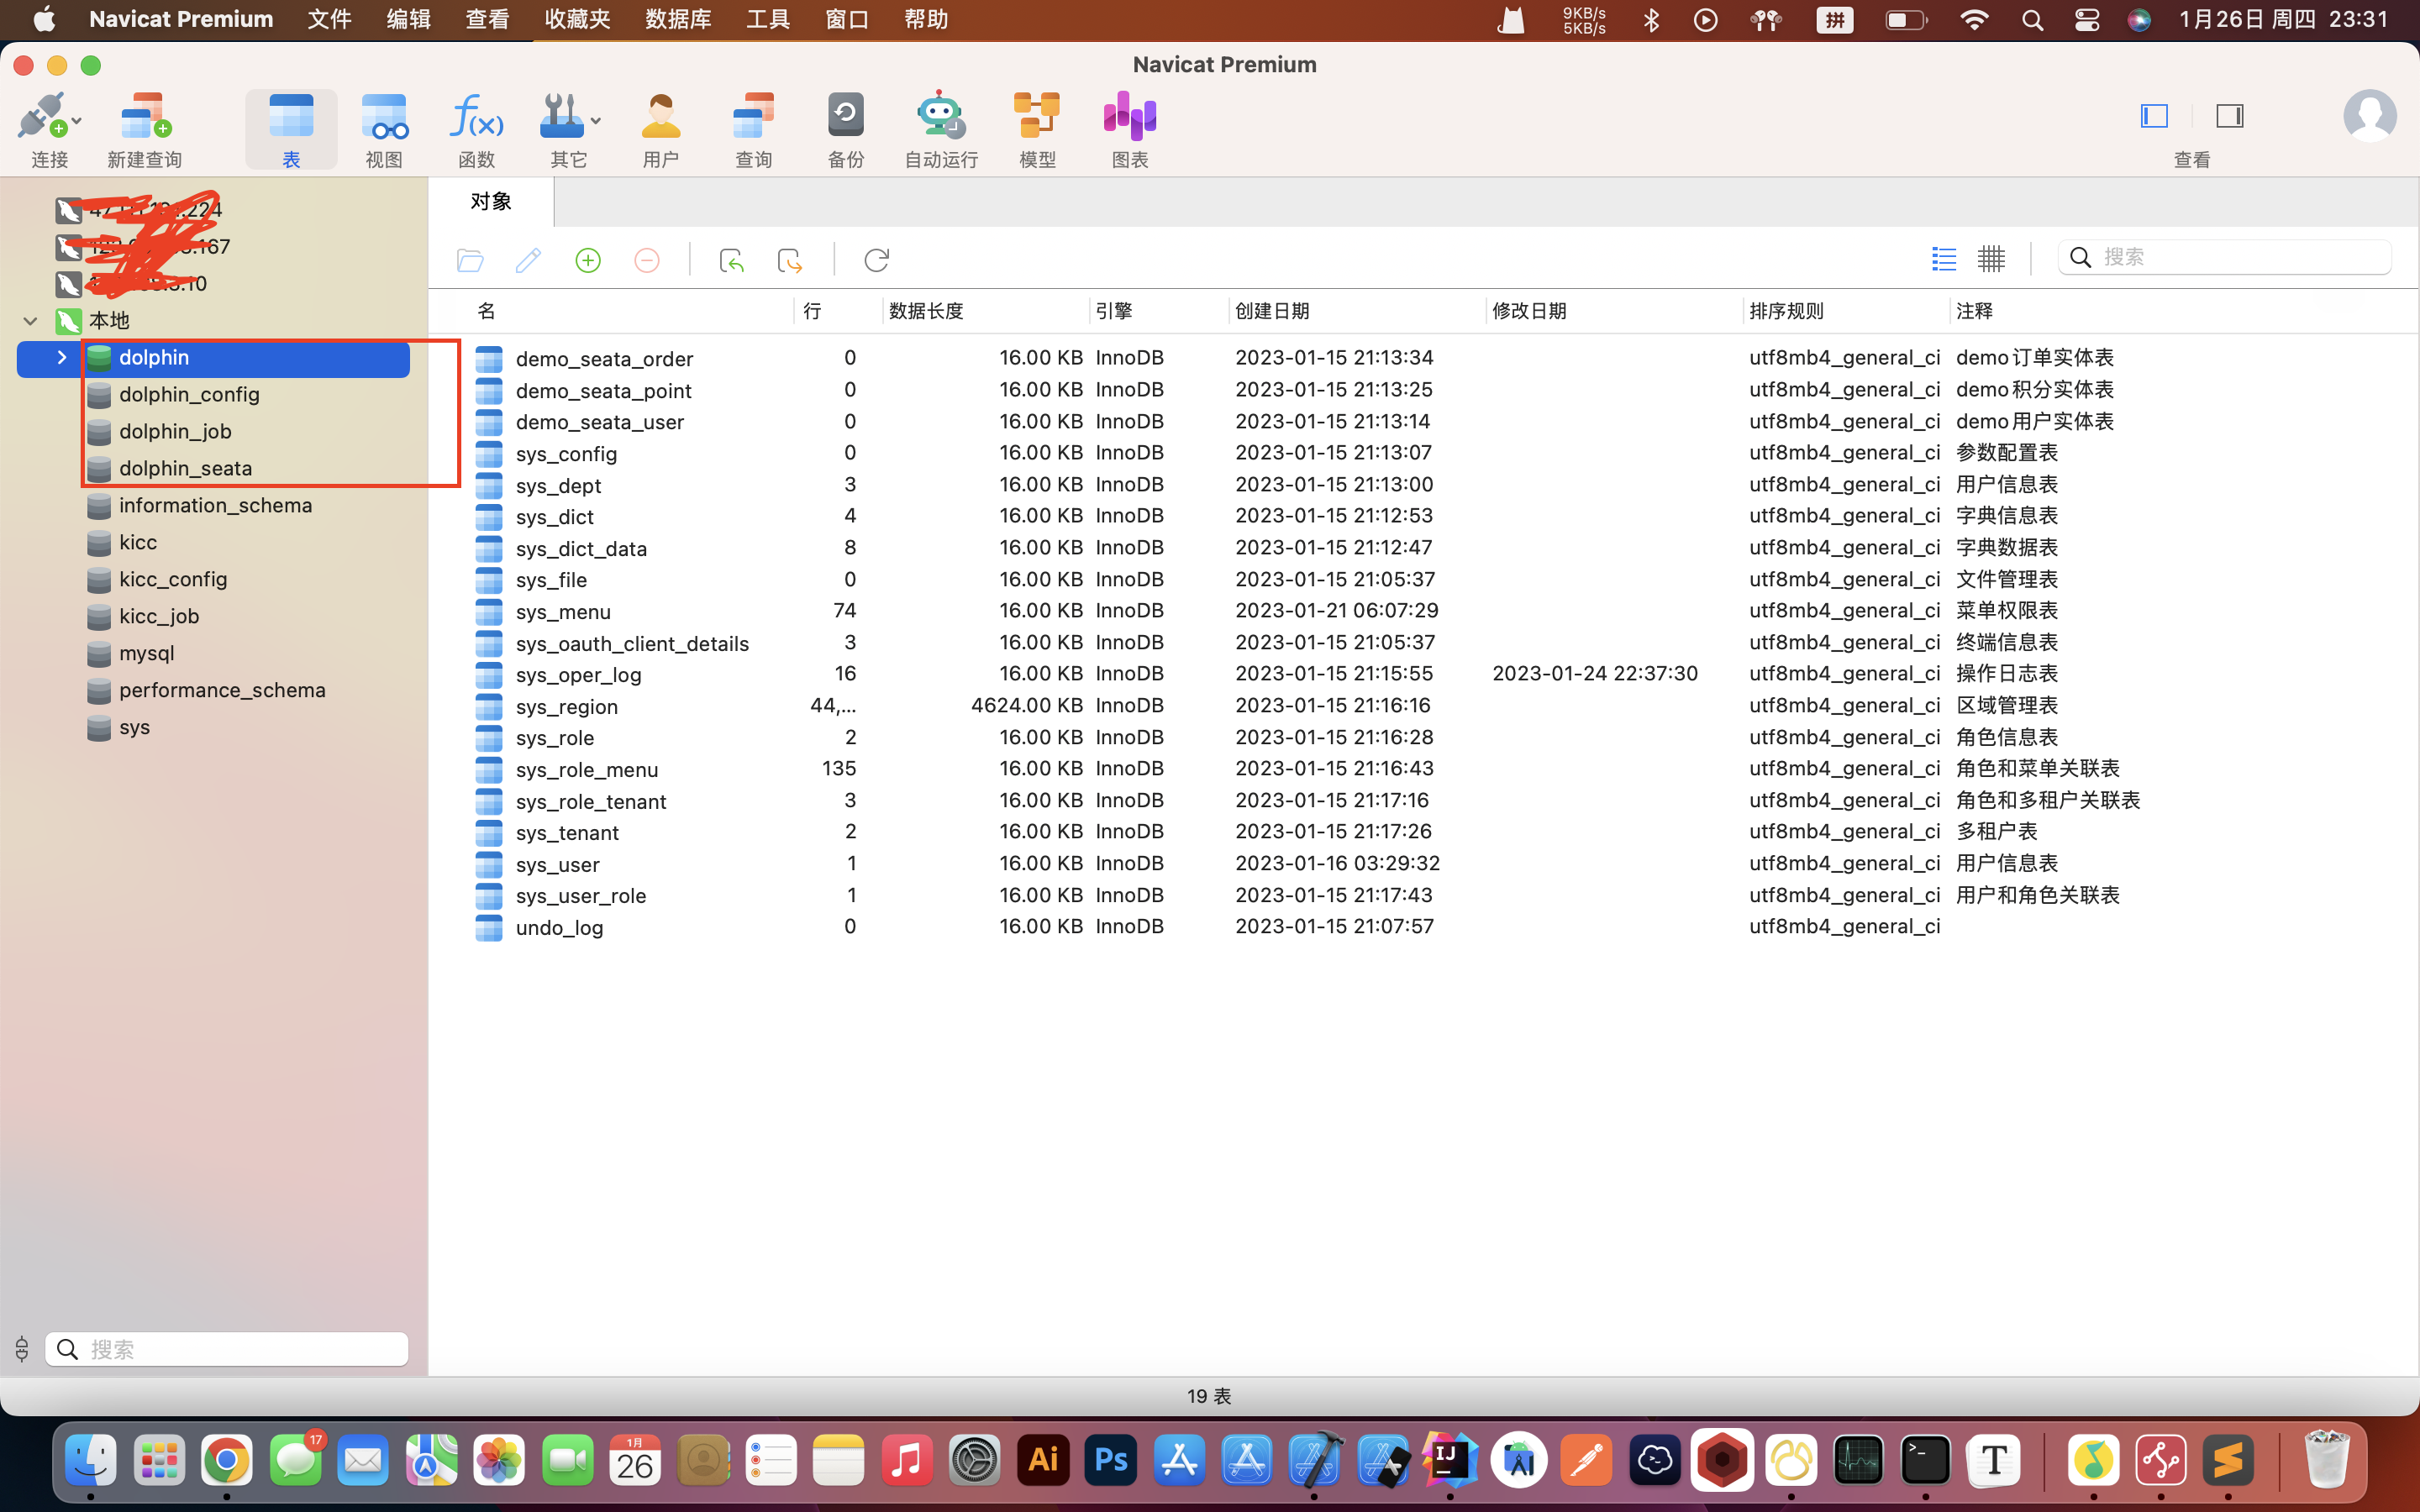 Navicat Premium 文件 编辑 查看 收藏夹 数据库 工具 窗口 帮助 9KB/s 5KB/s 拼 1月26日 周四 23:31
Navicat Premium
连接 新建查询 表 视图 函数 其它 用户 查询 备份 自动运行 模型 图表 查看
对象
搜索
224
167
10
本地
dolphin
dolphin_config
dolphin_job
dolphin_seata
information_schema
kicc
kicc_config
kicc_job
mysql
performance_schema
sys
搜索
名 行 数据长度 引擎 创建日期 修改日期 排序规则 注释
demo_seata_order 0 16.00 KB InnoDB 2023-01-15 21:13:34 utf8mb4_general_ci demo订单实体表
demo_seata_point 0 16.00 KB InnoDB 2023-01-15 21:13:25 utf8mb4_general_ci demo积分实体表
demo_seata_user 0 16.00 KB InnoDB 2023-01-15 21:13:14 utf8mb4_general_ci demo用户实体表
sys_config 0 16.00 KB InnoDB 2023-01-15 21:13:07 utf8mb4_general_ci 参数配置表
sys_dept 3 16.00 KB InnoDB 2023-01-15 21:13:00 utf8mb4_general_ci 用户信息表
sys_dict 4 16.00 KB InnoDB 2023-01-15 21:12:53 utf8mb4_general_ci 字典信息表
sys_dict_data 8 16.00 KB InnoDB 2023-01-15 21:12:47 utf8mb4_general_ci 字典数据表
sys_file 0 16.00 KB InnoDB 2023-01-15 21:05:37 utf8mb4_general_ci 文件管理表
sys_menu 74 16.00 KB InnoDB 2023-01-21 06:07:29 utf8mb4_general_ci 菜单权限表
sys_oauth_client_details 3 16.00 KB InnoDB 2023-01-15 21:05:37 utf8mb4_general_ci 终端信息表
sys_oper_log 16 16.00 KB InnoDB 2023-01-15 21:15:55 2023-01-24 22:37:30 utf8mb4_general_ci 操作日志表
sys_region 44,... 4624.00 KB InnoDB 2023-01-15 21:16:16 utf8mb4_general_ci 区域管理表
sys_role 2 16.00 KB InnoDB 2023-01-15 21:16:28 utf8mb4_general_ci 角色信息表
sys_role_menu 135 16.00 KB InnoDB 2023-01-15 21:16:43 utf8mb4_general_ci 角色和菜单关联表
sys_role_tenant 3 16.00 KB InnoDB 2023-01-15 21:17:16 utf8mb4_general_ci 角色和多租户关联表
sys_tenant 2 16.00 KB InnoDB 2023-01-15 21:17:26 utf8mb4_general_ci 多租户表
sys_user 1 16.00 KB InnoDB 2023-01-16 03:29:32 utf8mb4_general_ci 用户信息表
sys_user_role 1 16.00 KB InnoDB 2023-01-15 21:17:43 utf8mb4_general_ci 用户和角色关联表
undo_log 0 16.00 KB InnoDB 2023-01-15 21:07:57 utf8mb4_general_ci
19 表
17 1月 26 Ai Ps IJ T